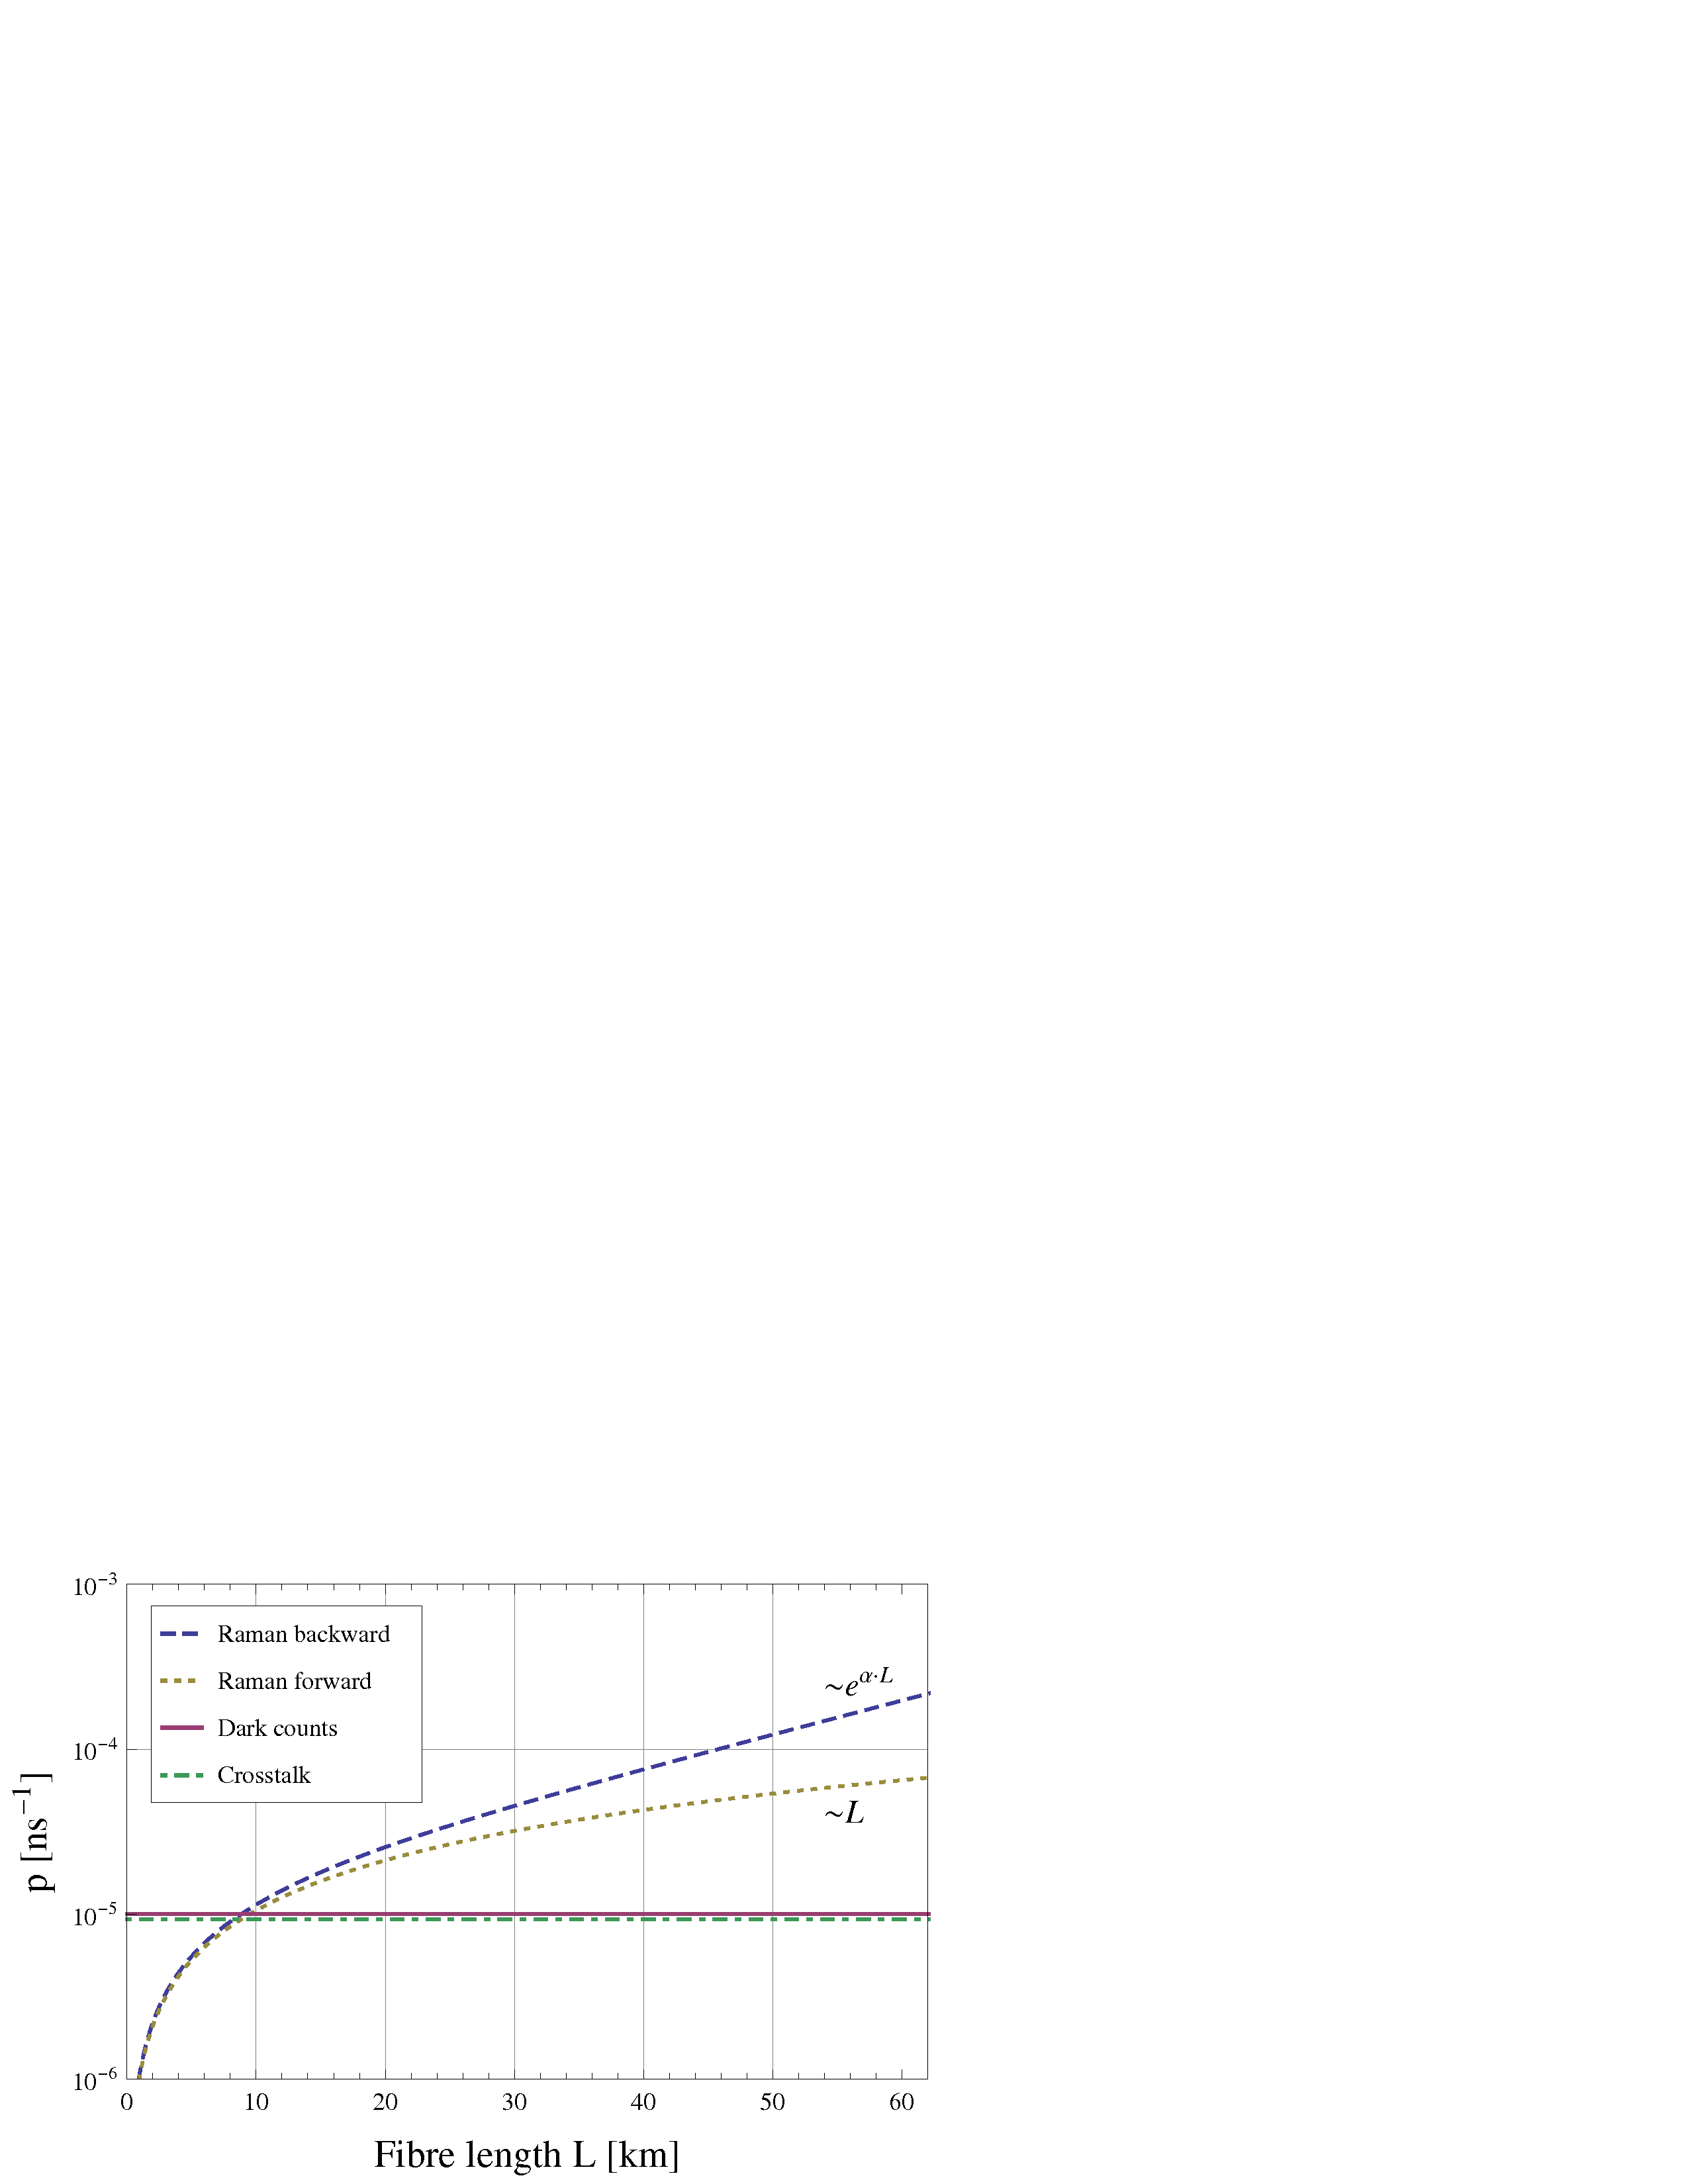 10⁻³
10⁻⁴
10⁻⁵
10⁻⁶
p [ns⁻¹]
Raman backward
Raman forward
Dark counts
Crosstalk
~e^{α·L}
~L
0 10 20 30 40 50 60
Fibre length L [km]